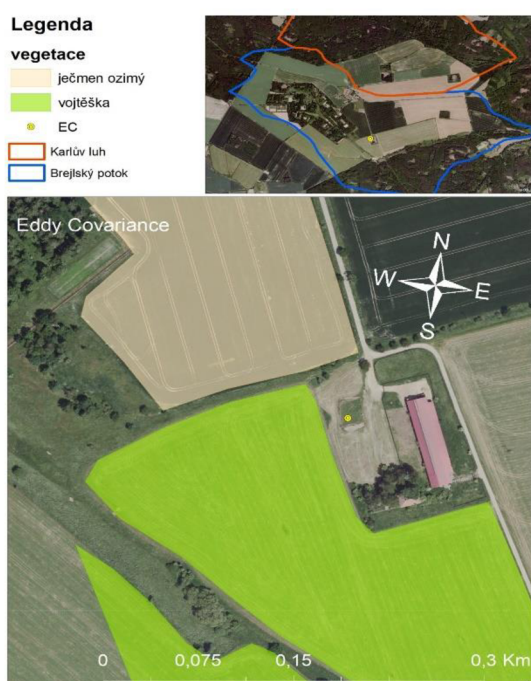 Legenda
vegetace
ječmen ozimý
vojtěška
EC
Karlův luh
Brejlský potok
Eddy Covariance
N
W E
S
0 0,075 0,15 0,3 Km